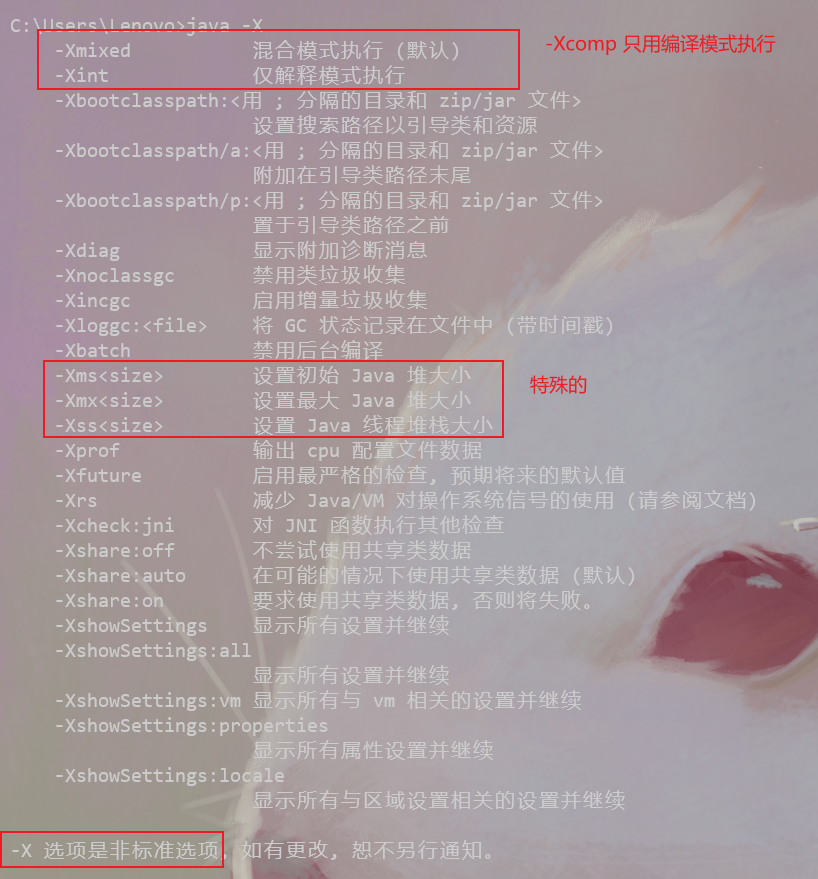 C:\Users\Lenovo>java -X
-Xmixed 混合模式执行 (默认)
-Xcomp 只用编译模式执行
-Xint 仅解释模式执行
-Xbootclasspath:<用 ; 分隔的目录和 zip/jar 文件>
设置搜索路径以引导类和资源
-Xbootclasspath/a:<用 ; 分隔的目录和 zip/jar 文件>
附加在引导类路径末尾
-Xbootclasspath/p:<用 ; 分隔的目录和 zip/jar 文件>
置于引导类路径之前
-Xdiag 显示附加诊断消息
-Xnoclassgc 禁用类垃圾收集
-Xincgc 启用增量垃圾收集
-Xloggc:<file> 将 GC 状态记录在文件中 (带时间戳)
-Xbatch 禁用后台编译
-Xms<size> 设置初始 Java 堆大小
特殊的
-Xmx<size> 设置最大 Java 堆大小
-Xss<size> 设置 Java 线程堆栈大小
-Xprof 输出 cpu 配置文件数据
-Xfuture 启用最严格的检查, 预期将来的默认值
-Xrs 减少 Java/VM 对操作系统信号的使用 (请参阅文档)
-Xcheck:jni 对 JNI 函数执行其他检查
-Xshare:off 不尝试使用共享类数据
-Xshare:auto 在可能的情况下使用共享类数据 (默认)
-Xshare:on 要求使用共享类数据, 否则将失败。
-XshowSettings 显示所有设置并继续
-XshowSettings:all
显示所有设置并继续
-XshowSettings:vm 显示所有与 vm 相关的设置并继续
-XshowSettings:properties
显示所有属性设置并继续
-XshowSettings:locale
显示所有与区域设置相关的设置并继续
-X 选项是非标准选项, 如有更改, 恕不另行通知。